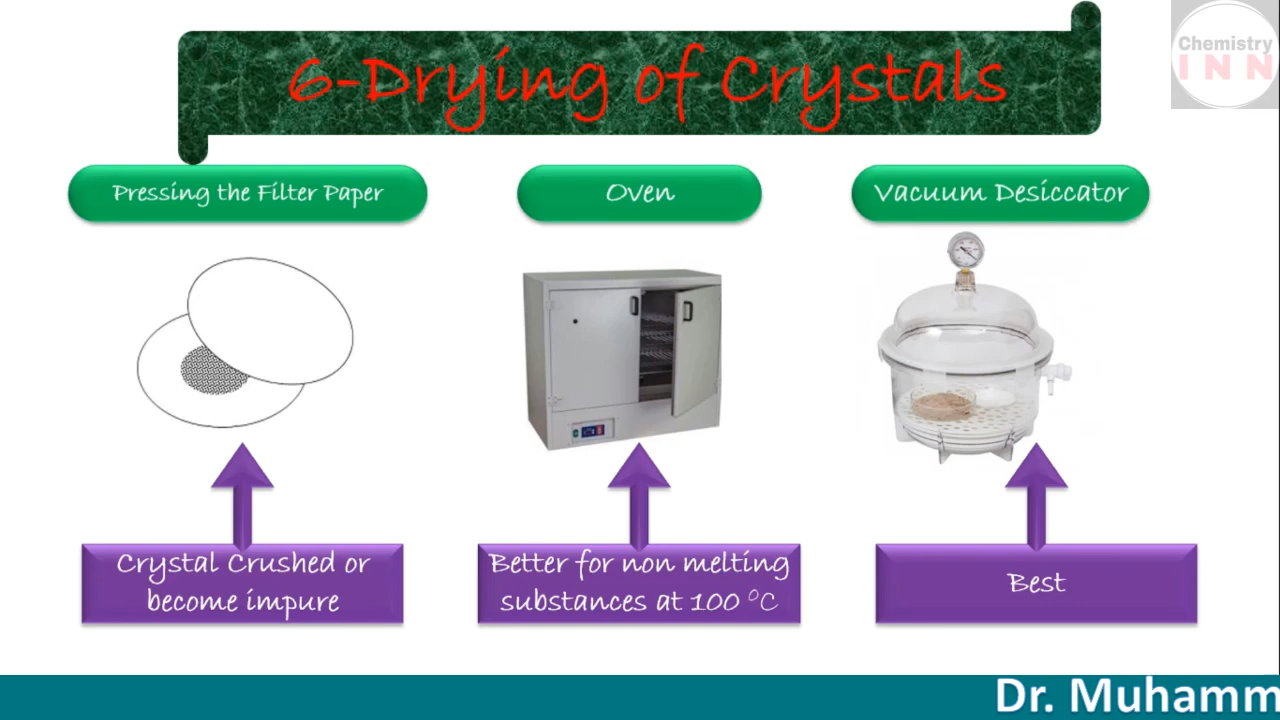 Chemistry
INN
6-Drying of Crystals
Pressing the Filter Paper
Oven
Vacuum Desiccator
Crystal Crushed or
become impure
Better for non melting
substances at 100 ⁰C
Best
Dr. Muhamm